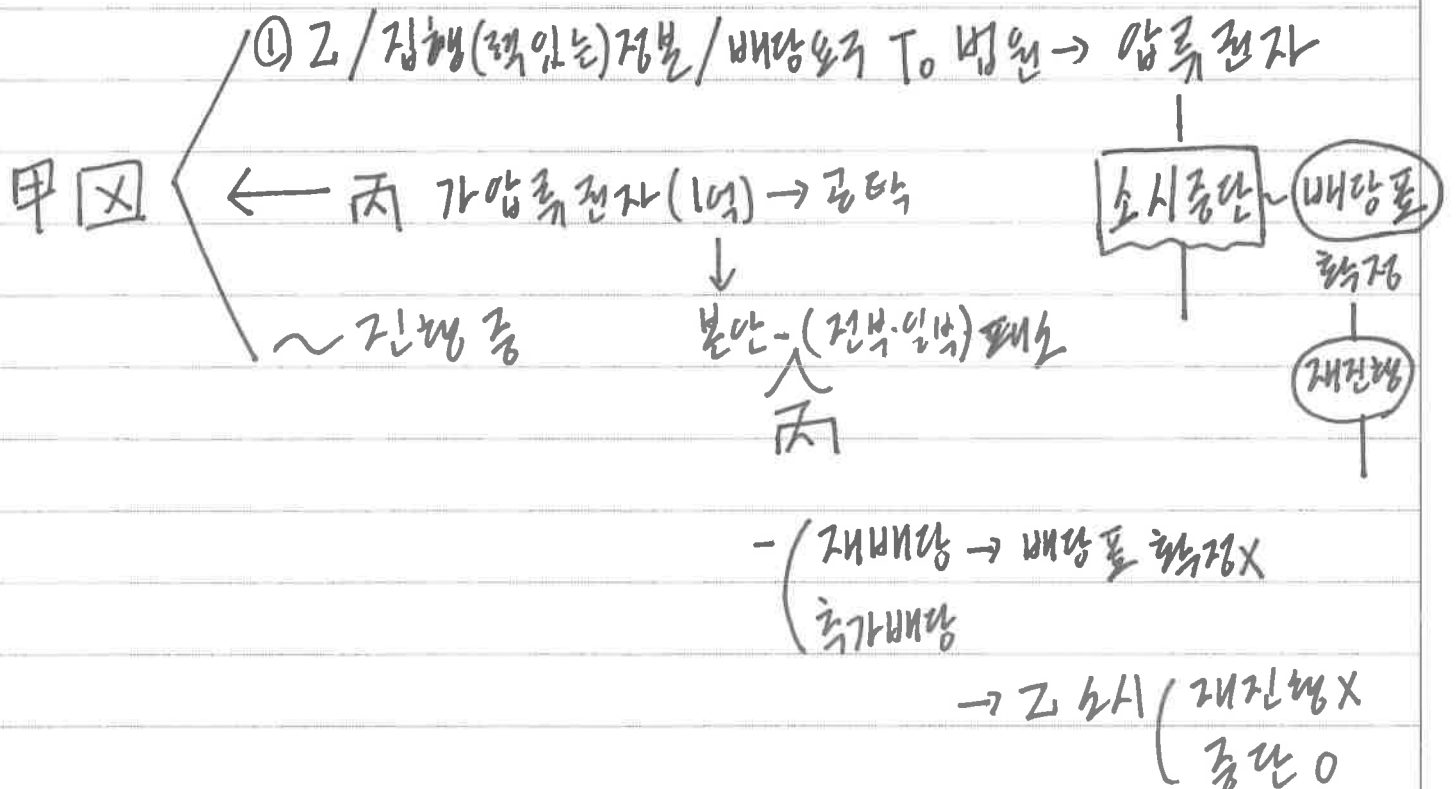 ① 乙 / 집행(력있는)정본 / 배당요구 To 법원 → 압류권자
甲 X ← 丙 가압류권자(1억) → 공탁
소시중단 ~ 배당표
확정
~ 진행 중
본안 - (전부·일부) 패소
재진행
丙
- 재배당 → 배당표 확정X
추가배당
→ 乙 소시 ( 재진행X
중단 O